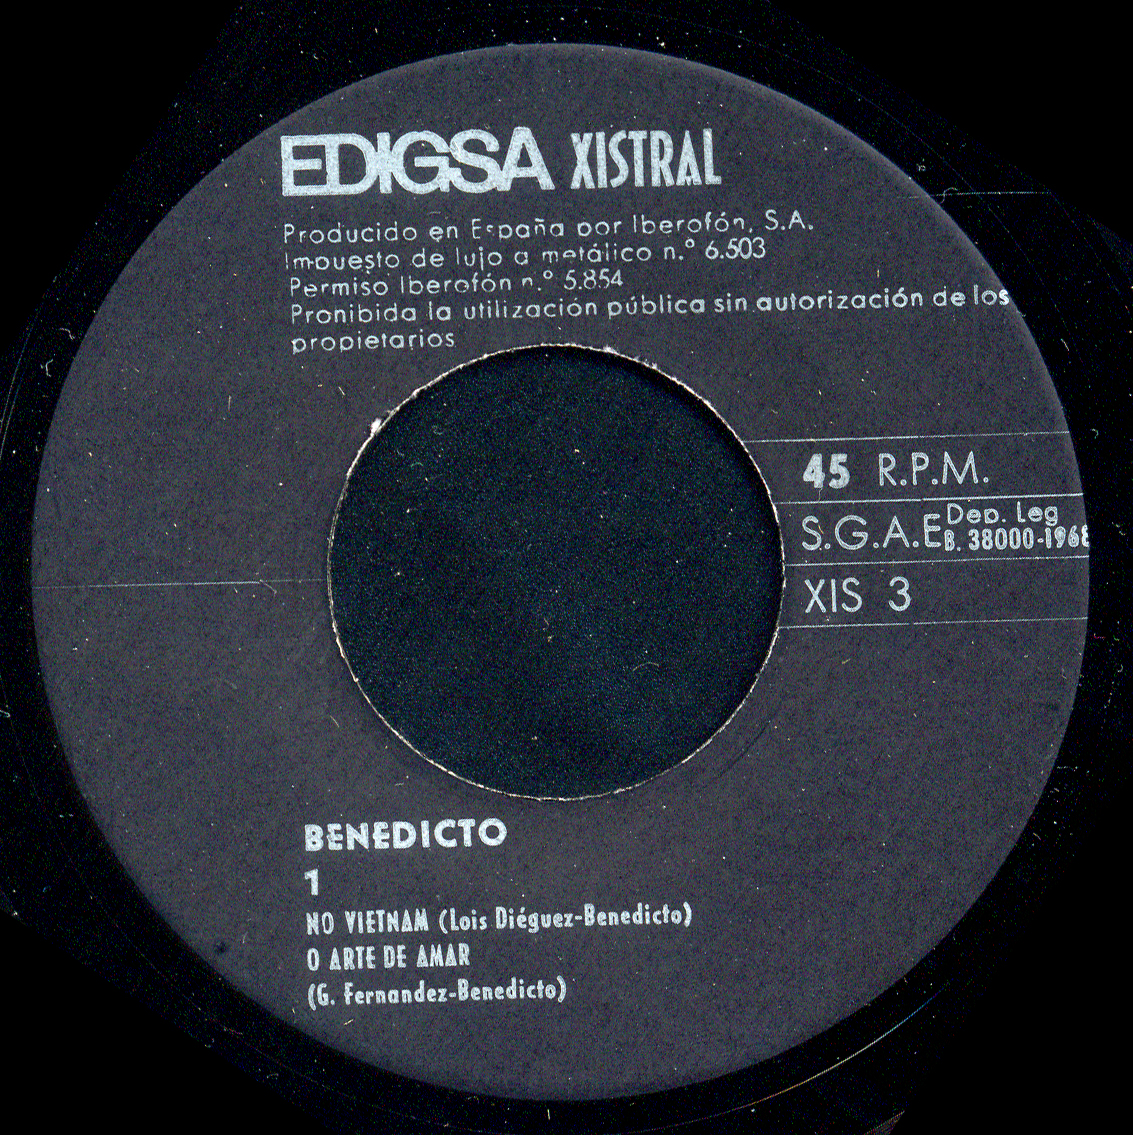 EDIGSA XISTRAL
Producido en España por Iberofón, S.A.
Impuesto de lujo a metálico n.º 6.503
Permiso Iberofón n.º 5.854
Prohibida la utilización pública sin autorización de los
propietarios
45 R.P.M.
S.G.A.E Dep. Leg
B. 38000-1968
XIS 3
BENEDICTO
1
NO VIETNAM (Lois Diéguez-Benedicto)
O ARTE DE AMAR
(G. Fernandez-Benedicto)